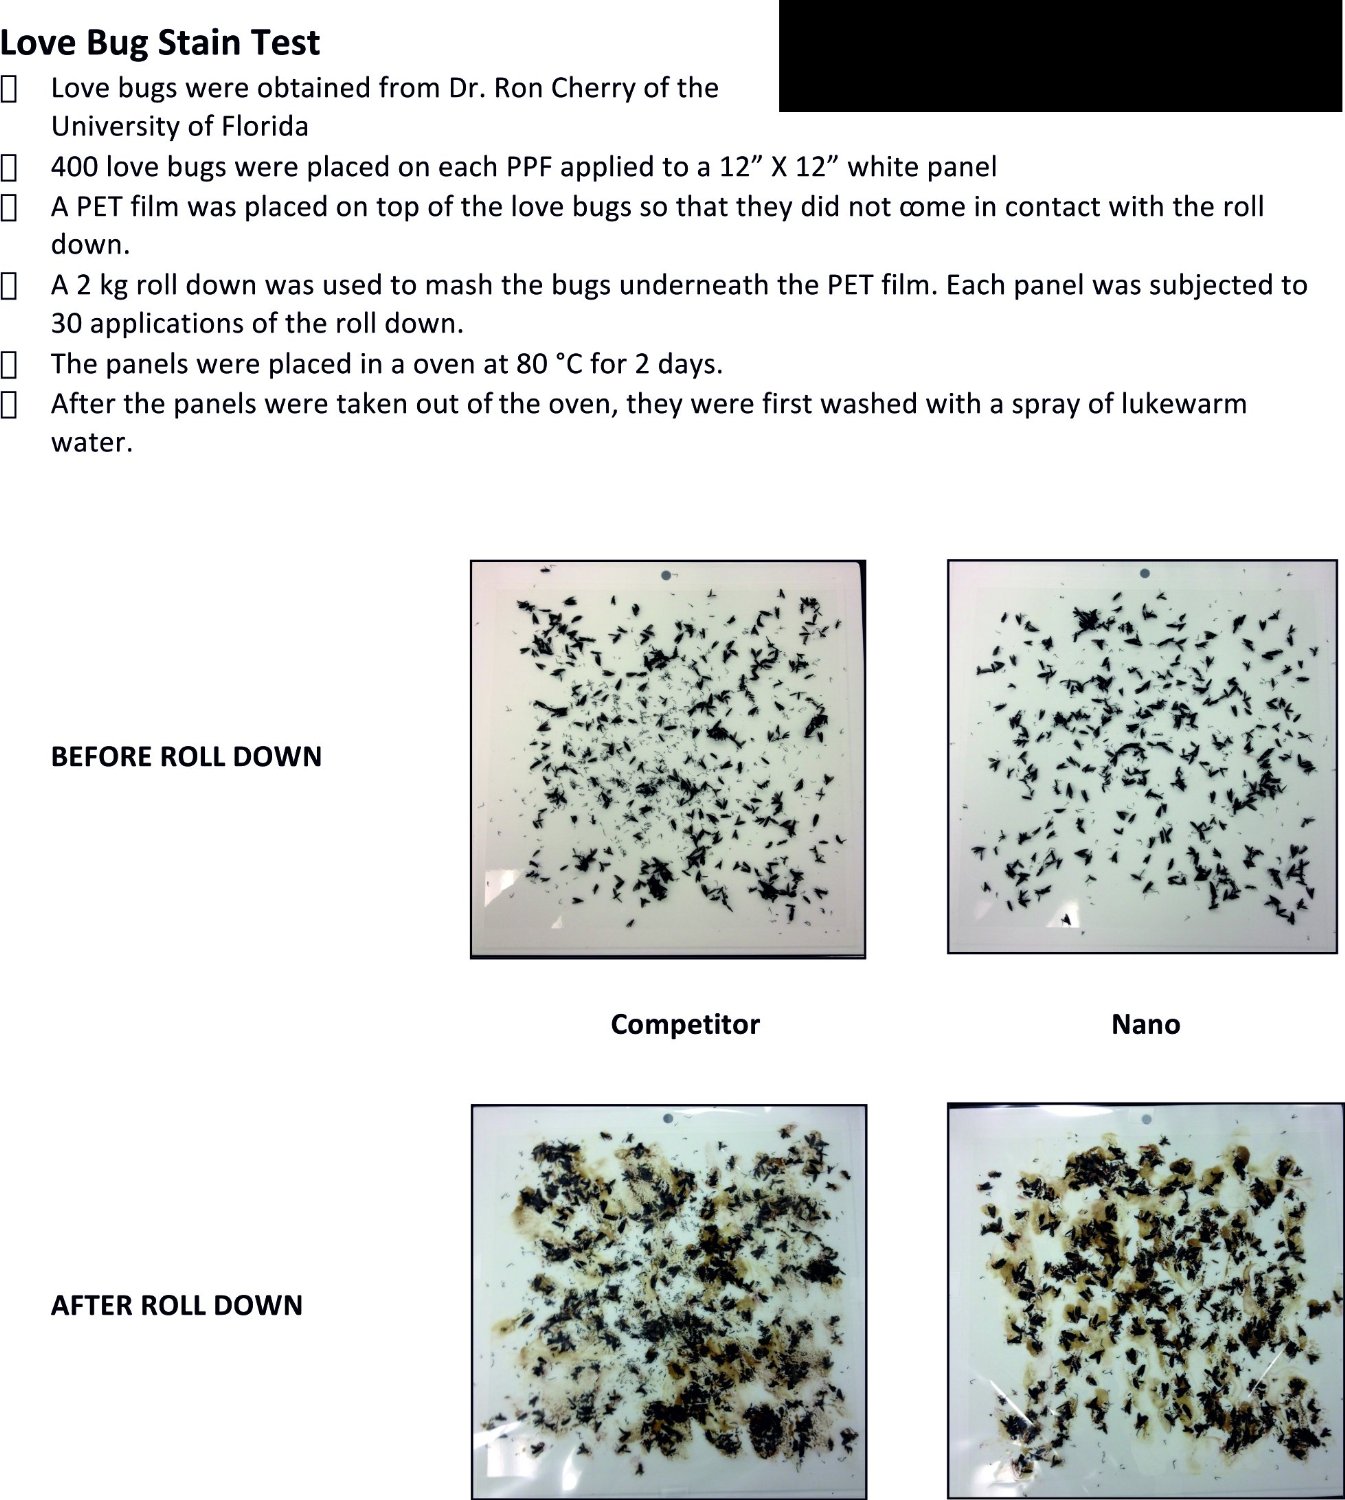 Love Bug Stain Test
Love bugs were obtained from Dr. Ron Cherry of the
University of Florida
400 love bugs were placed on each PPF applied to a 12” X 12” white panel
A PET film was placed on top of the love bugs so that they did not come in contact with the roll
down.
A 2 kg roll down was used to mash the bugs underneath the PET film. Each panel was subjected to
30 applications of the roll down.
The panels were placed in a oven at 80 °C for 2 days.
After the panels were taken out of the oven, they were first washed with a spray of lukewarm
water.
BEFORE ROLL DOWN
Competitor
Nano
AFTER ROLL DOWN